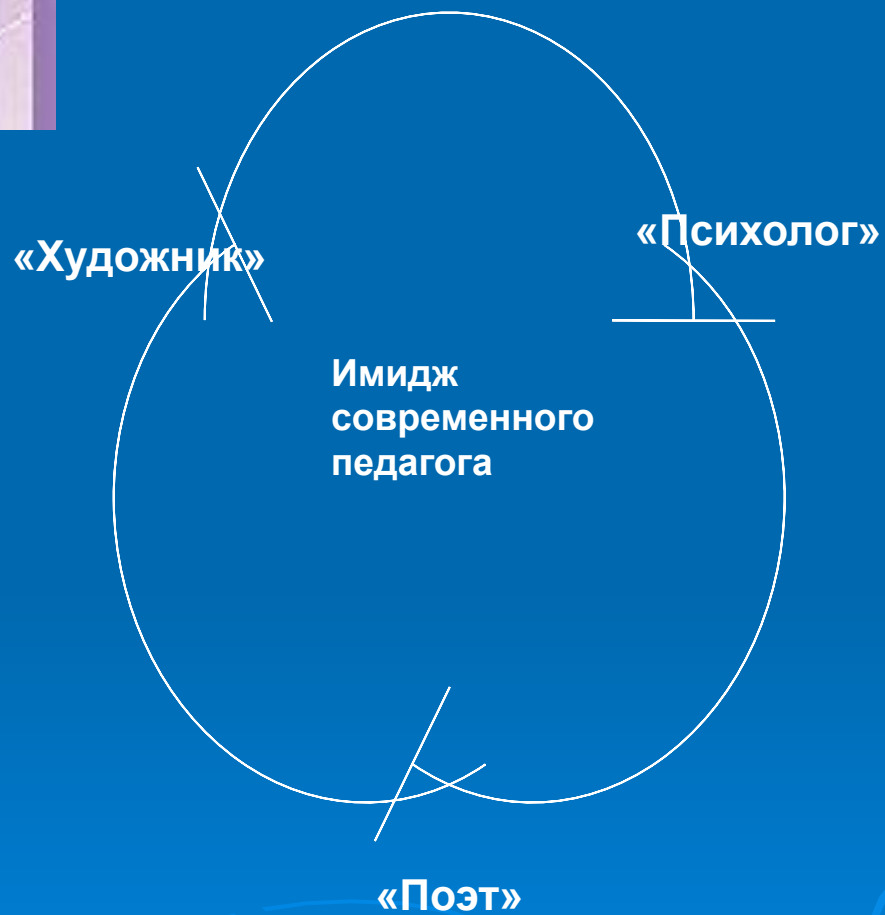 «Психолог»
«Художник»
Имидж
современного
педагога
«Поэт»